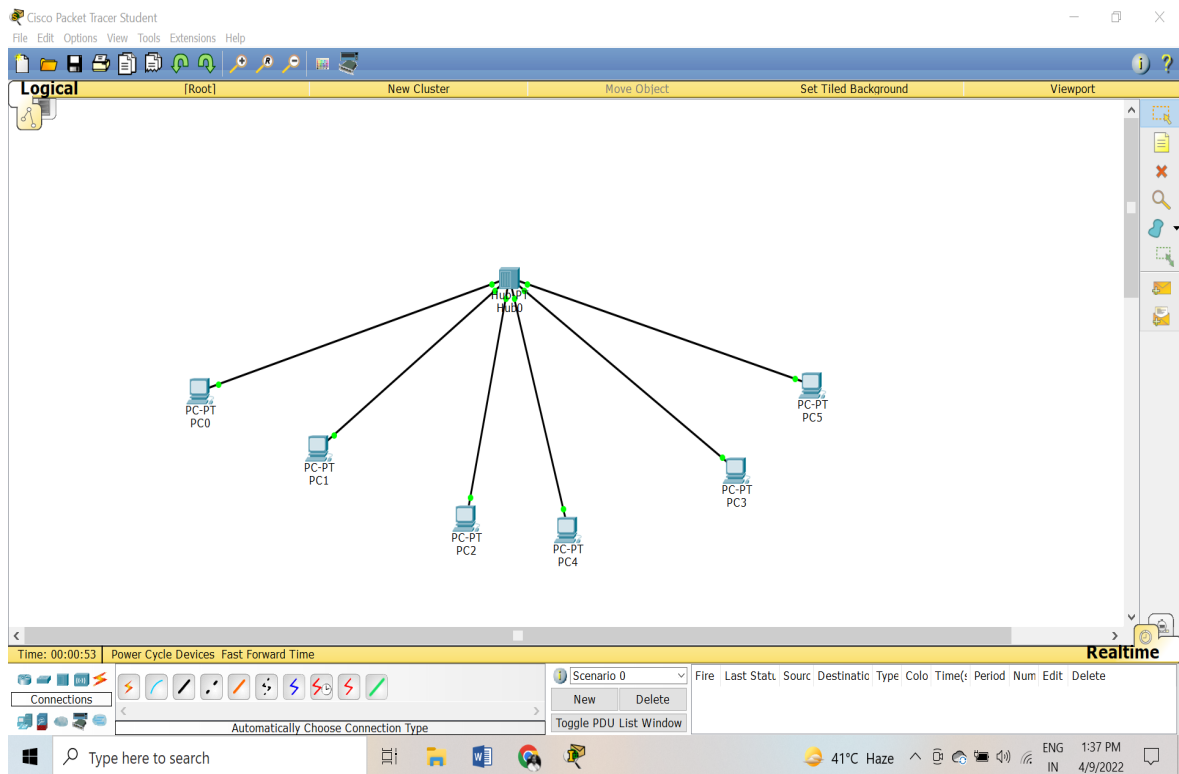 Cisco Packet Tracer Student
File Edit Options View Tools Extensions Help
Logical [Root] New Cluster Move Object Set Tiled Background Viewport
Hub-PT
Hub0
PC-PT
PC0
PC-PT
PC1
PC-PT
PC2
PC-PT
PC4
PC-PT
PC3
PC-PT
PC5
Time: 00:00:53 Power Cycle Devices Fast Forward Time Realtime
Connections
Automatically Choose Connection Type
Scenario 0
New Delete
Toggle PDU List Window
Fire Last Statu Sourc Destinatic Type Colo Time(s Period Num Edit Delete
Type here to search
41°C Haze
ENG
IN
1:37 PM
4/9/2022